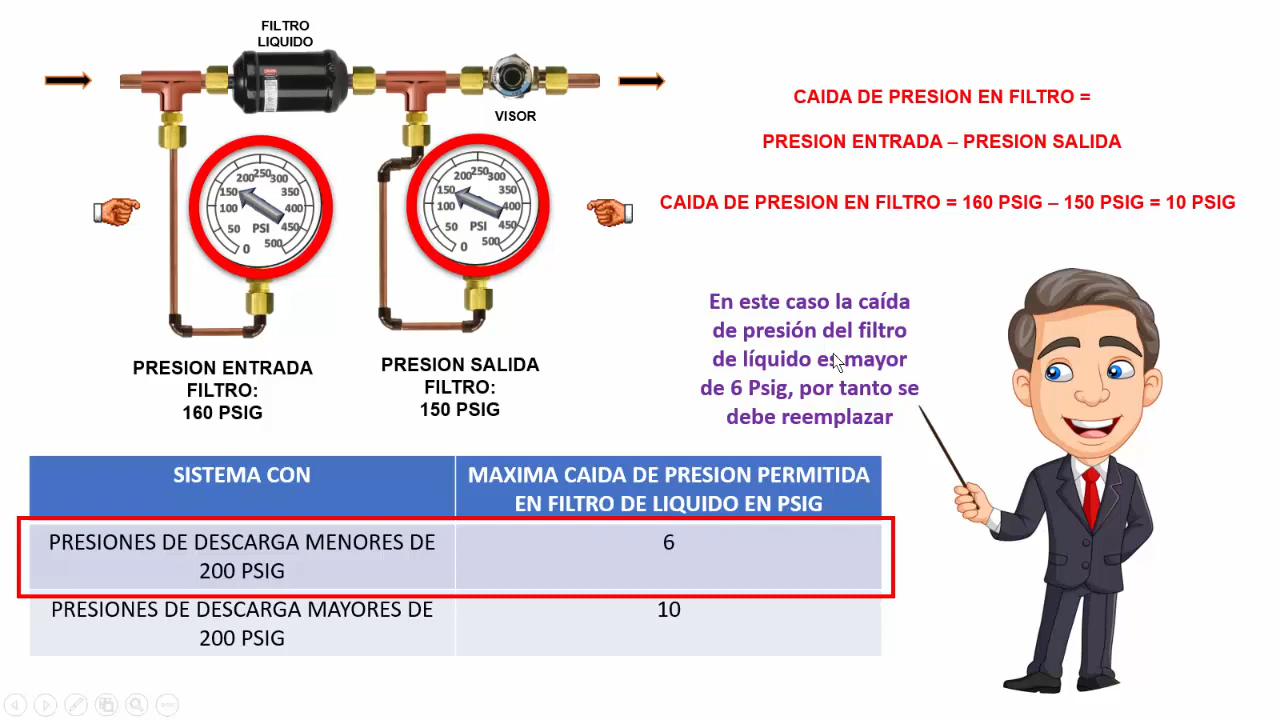 FILTRO
LIQUIDO
VISOR
CAIDA DE PRESION EN FILTRO =
PRESION ENTRADA – PRESION SALIDA
CAIDA DE PRESION EN FILTRO = 160 PSIG – 150 PSIG = 10 PSIG
0
50
100
150
200
250
300
350
400
450
500
PSI
0
50
100
150
200
250
300
350
400
450
500
PSI
PRESION ENTRADA
FILTRO:
160 PSIG
PRESION SALIDA
FILTRO:
150 PSIG
En este caso la caída
de presión del filtro
de líquido es mayor
de 6 Psig, por tanto se
debe reemplazar
SISTEMA CON
MAXIMA CAIDA DE PRESION PERMITIDA
EN FILTRO DE LIQUIDO EN PSIG
PRESIONES DE DESCARGA MENORES DE
200 PSIG
6
PRESIONES DE DESCARGA MAYORES DE
200 PSIG
10